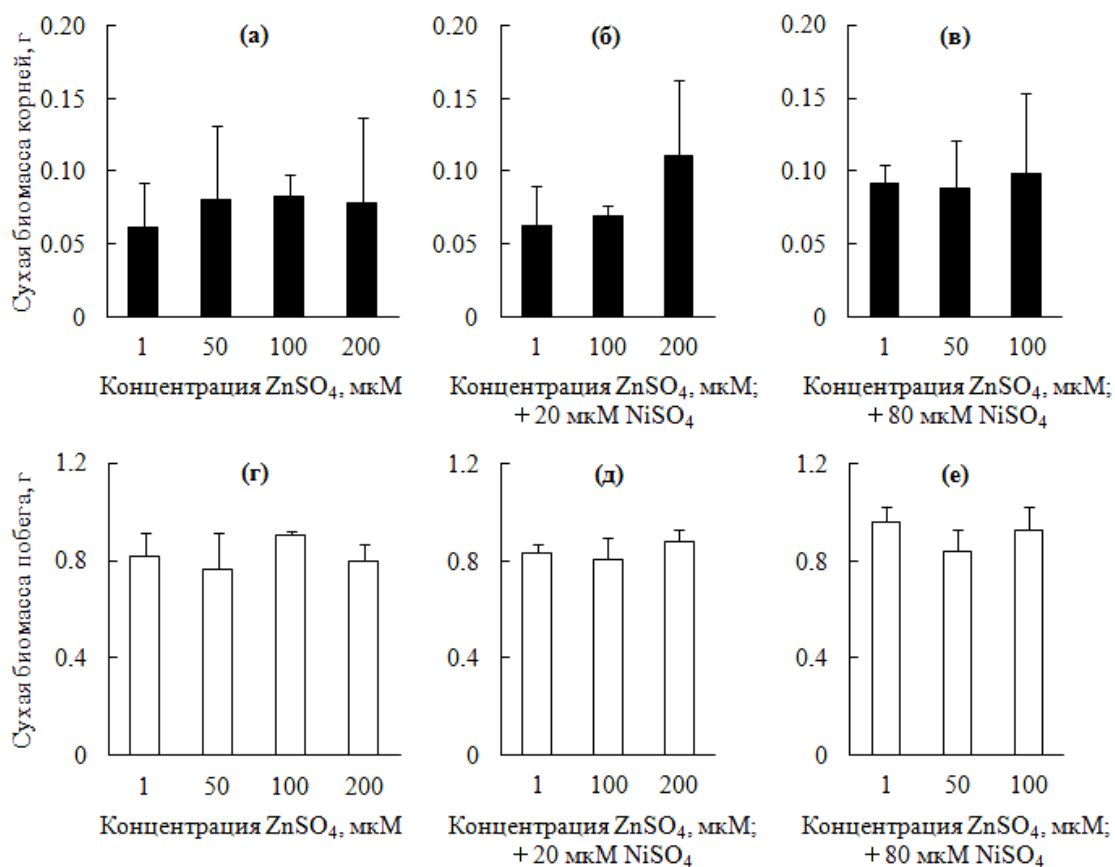 Сухая биомасса корней, г
0.20
0.15
0.10
0.05
0
(а)
1 50 100 200
Концентрация ZnSO₄, мкМ
0.20
0.15
0.10
0.05
0
(б)
1 100 200
Концентрация ZnSO₄, мкМ;
+ 20 мкМ NiSO₄
0.20
0.15
0.10
0.05
0
(в)
1 50 100
Концентрация ZnSO₄, мкМ;
+ 80 мкМ NiSO₄
Сухая биомасса побега, г
1.2
0.8
0.4
0
(г)
1 50 100 200
Концентрация ZnSO₄, мкМ
1.2
0.8
0.4
0
(д)
1 100 200
Концентрация ZnSO₄, мкМ;
+ 20 мкМ NiSO₄
1.2
0.8
0.4
0
(е)
1 50 100
Концентрация ZnSO₄, мкМ;
+ 80 мкМ NiSO₄